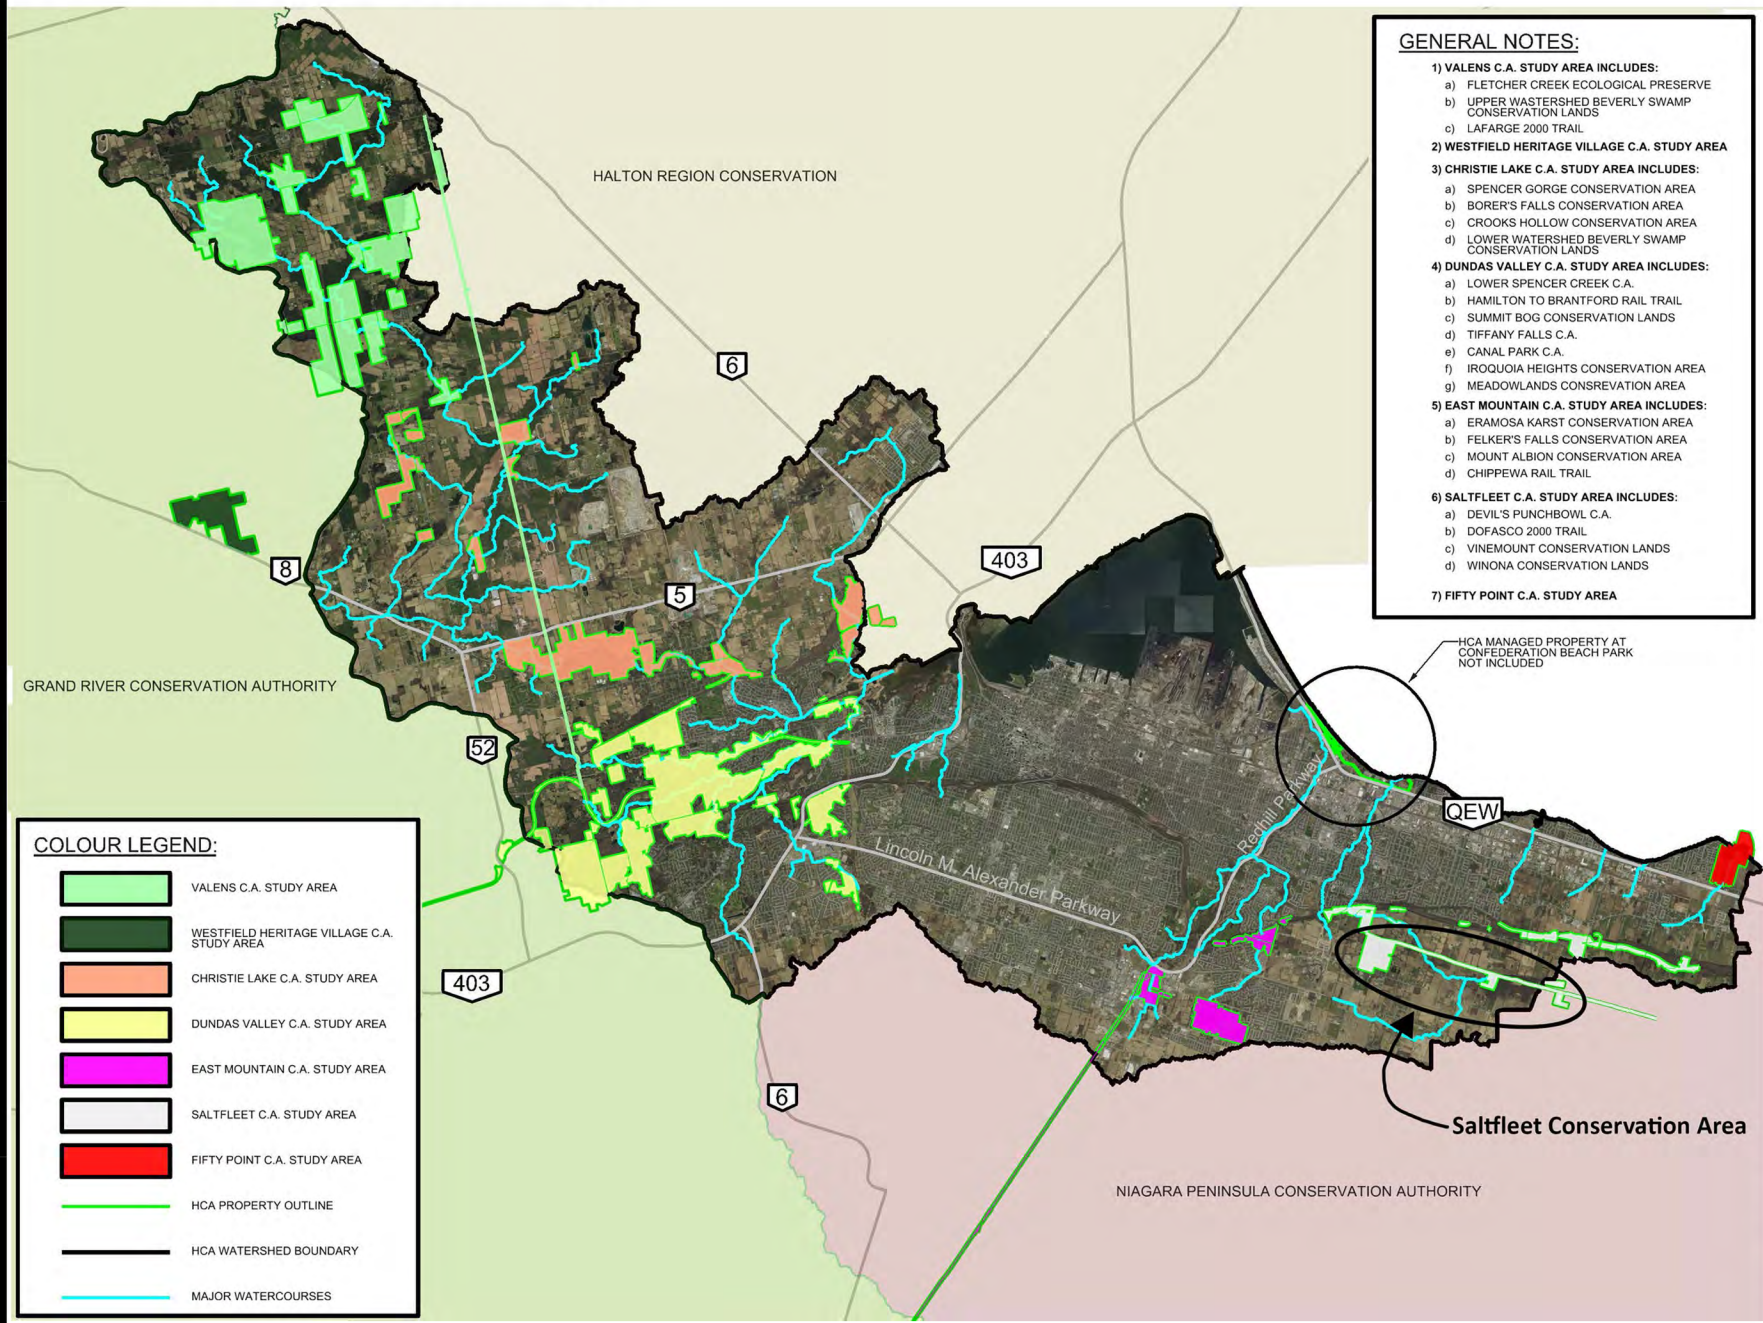 GENERAL NOTES:
1) VALENS C.A. STUDY AREA INCLUDES:
a) FLETCHER CREEK ECOLOGICAL PRESERVE
b) UPPER WASTERSHED BEVERLY SWAMP
CONSERVATION LANDS
c) LAFARGE 2000 TRAIL
2) WESTFIELD HERITAGE VILLAGE C.A. STUDY AREA
3) CHRISTIE LAKE C.A. STUDY AREA INCLUDES:
a) SPENCER GORGE CONSERVATION AREA
b) BORER'S FALLS CONSERVATION AREA
c) CROOKS HOLLOW CONSERVATION AREA
d) LOWER WATERSHED BEVERLY SWAMP
CONSERVATION LANDS
4) DUNDAS VALLEY C.A. STUDY AREA INCLUDES:
a) LOWER SPENCER CREEK C.A.
b) HAMILTON TO BRANTFORD RAIL TRAIL
c) SUMMIT BOG CONSERVATION LANDS
d) TIFFANY FALLS C.A.
e) CANAL PARK C.A.
f) IROQUOIA HEIGHTS CONSERVATION AREA
g) MEADOWLANDS CONSREVATION AREA
5) EAST MOUNTAIN C.A. STUDY AREA INCLUDES:
a) ERAMOSA KARST CONSERVATION AREA
b) FELKER'S FALLS CONSERVATION AREA
c) MOUNT ALBION CONSERVATION AREA
d) CHIPPEWA RAIL TRAIL
6) SALTFLEET C.A. STUDY AREA INCLUDES:
a) DEVIL'S PUNCHBOWL C.A.
b) DOFASCO 2000 TRAIL
c) VINEMOUNT CONSERVATION LANDS
d) WINONA CONSERVATION LANDS
7) FIFTY POINT C.A. STUDY AREA
HALTON REGION CONSERVATION
6
403
8
5
HCA MANAGED PROPERTY AT
CONFEDERATION BEACH PARK
NOT INCLUDED
GRAND RIVER CONSERVATION AUTHORITY
52
QEW
Redhill Parkway
Lincoln M. Alexander Parkway
403
6
Saltfleet Conservation Area
NIAGARA PENINSULA CONSERVATION AUTHORITY
COLOUR LEGEND:
VALENS C.A. STUDY AREA
WESTFIELD HERITAGE VILLAGE C.A.
STUDY AREA
CHRISTIE LAKE C.A. STUDY AREA
DUNDAS VALLEY C.A. STUDY AREA
EAST MOUNTAIN C.A. STUDY AREA
SALTFLEET C.A. STUDY AREA
FIFTY POINT C.A. STUDY AREA
HCA PROPERTY OUTLINE
HCA WATERSHED BOUNDARY
MAJOR WATERCOURSES